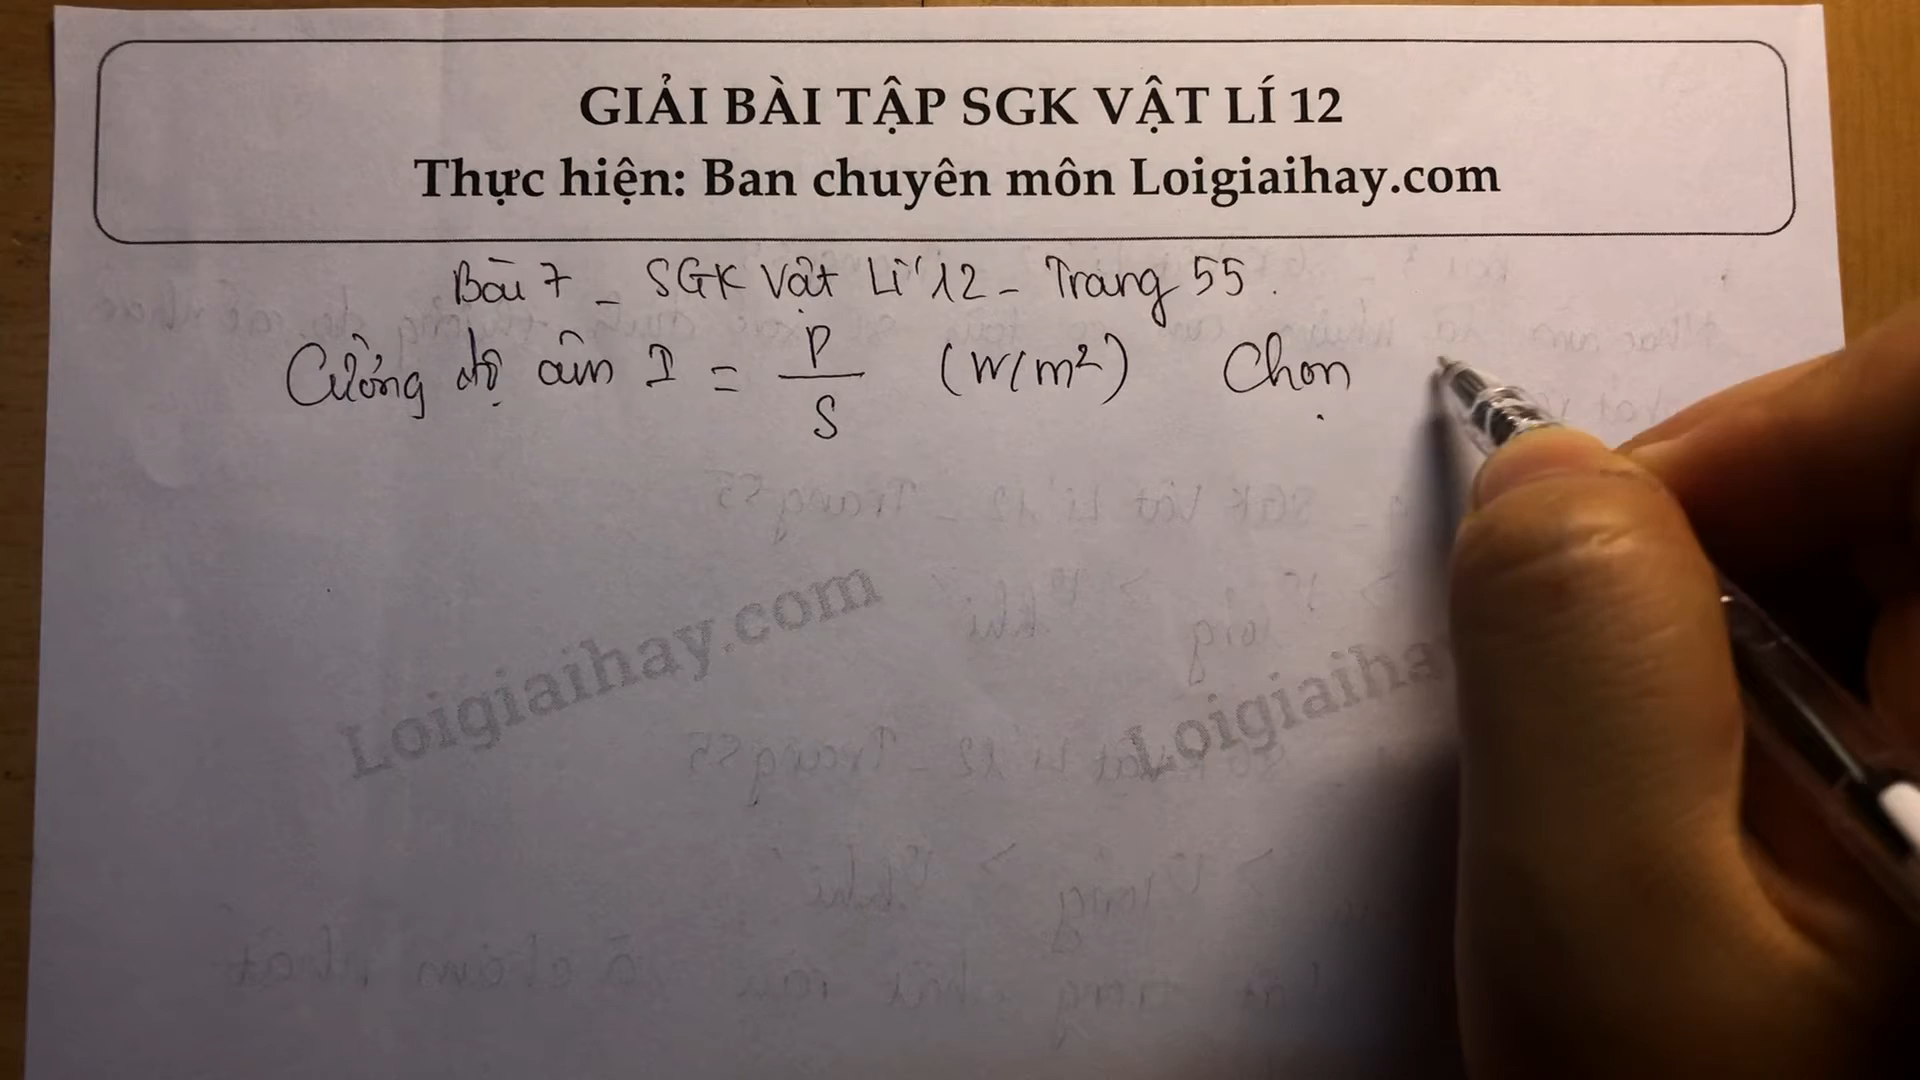 GIẢI BÀI TẬP SGK VẬT LÍ 12
Thực hiện: Ban chuyên môn Loigiaihay.com
Bài 7 - SGK Vật Lí 12 - Trang 55.
Cường độ âm I = P/S (W/m²) Chọn
Loigiaihay.com
Loigiaiha